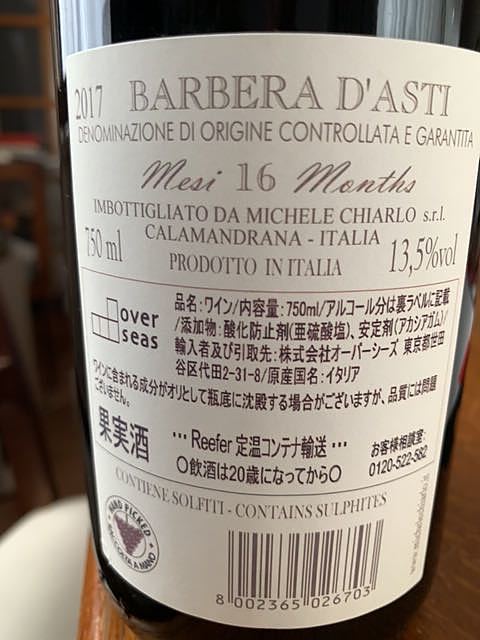 2017 BARBERA D'ASTI
DENOMINAZIONE DI ORIGINE CONTROLLATA E GARANTITA
Mesi 16 Months
IMBOTTIGLIATO DA MICHELE CHIARLO s.r.l.
CALAMANDRANA - ITALIA
750 ml
PRODOTTO IN ITALIA
13,5%vol
over
seas
品名:ワイン/内容量:750ml/アルコール分は裏ラベルに記載
/添加物:酸化防止剤(亜硫酸塩)、安定剤(アカシアガム)/
輸入者及び引取先:株式会社オーバーシーズ 東京都世田
谷区代田2-31-8/原産国名:イタリア
ワインに含まれる成分がオリとして瓶底に沈殿する場合がございますが、品質には問題
ございません。
果実酒
… Reefer 定温コンテナ輸送 …
○飲酒は20歳になってから○
お客様相談室:
0120-522-582
CONTIENE SOLFITI - CONTAINS SULPHITES
HAND PICKED
RACCOLTA A MANO
www.michelechiarlo.it
8 002365 026703